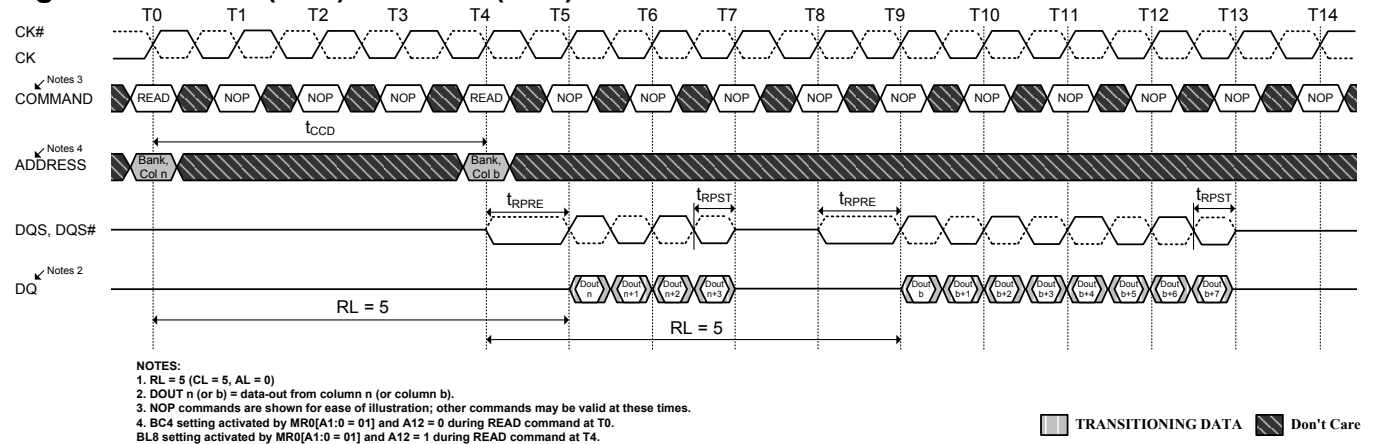 T0 T1 T2 T3 T4 T5 T6 T7 T8 T9 T10 T11 T12 T13 T14
CK#
CK
Notes 3
COMMAND READ NOP NOP NOP READ NOP NOP NOP NOP NOP NOP NOP NOP NOP NOP
tCCD
Notes 4
ADDRESS
Bank, Bank,
Col n Col b
tRPRE tRPST tRPRE tRPST
DQS, DQS#
Notes 2
DQ
Dout Dout Dout Dout Dout Dout Dout Dout Dout Dout Dout Dout
n n+1 n+2 n+3 b b+1 b+2 b+3 b+4 b+5 b+6 b+7
RL = 5
RL = 5
NOTES:
1. RL = 5 (CL = 5, AL = 0)
2. DOUT n (or b) = data-out from column n (or column b).
3. NOP commands are shown for ease of illustration; other commands may be valid at these times.
4. BC4 setting activated by MR0[A1:0 = 01] and A12 = 0 during READ command at T0.
BL8 setting activated by MR0[A1:0 = 01] and A12 = 1 during READ command at T4.
TRANSITIONING DATA Don't Care